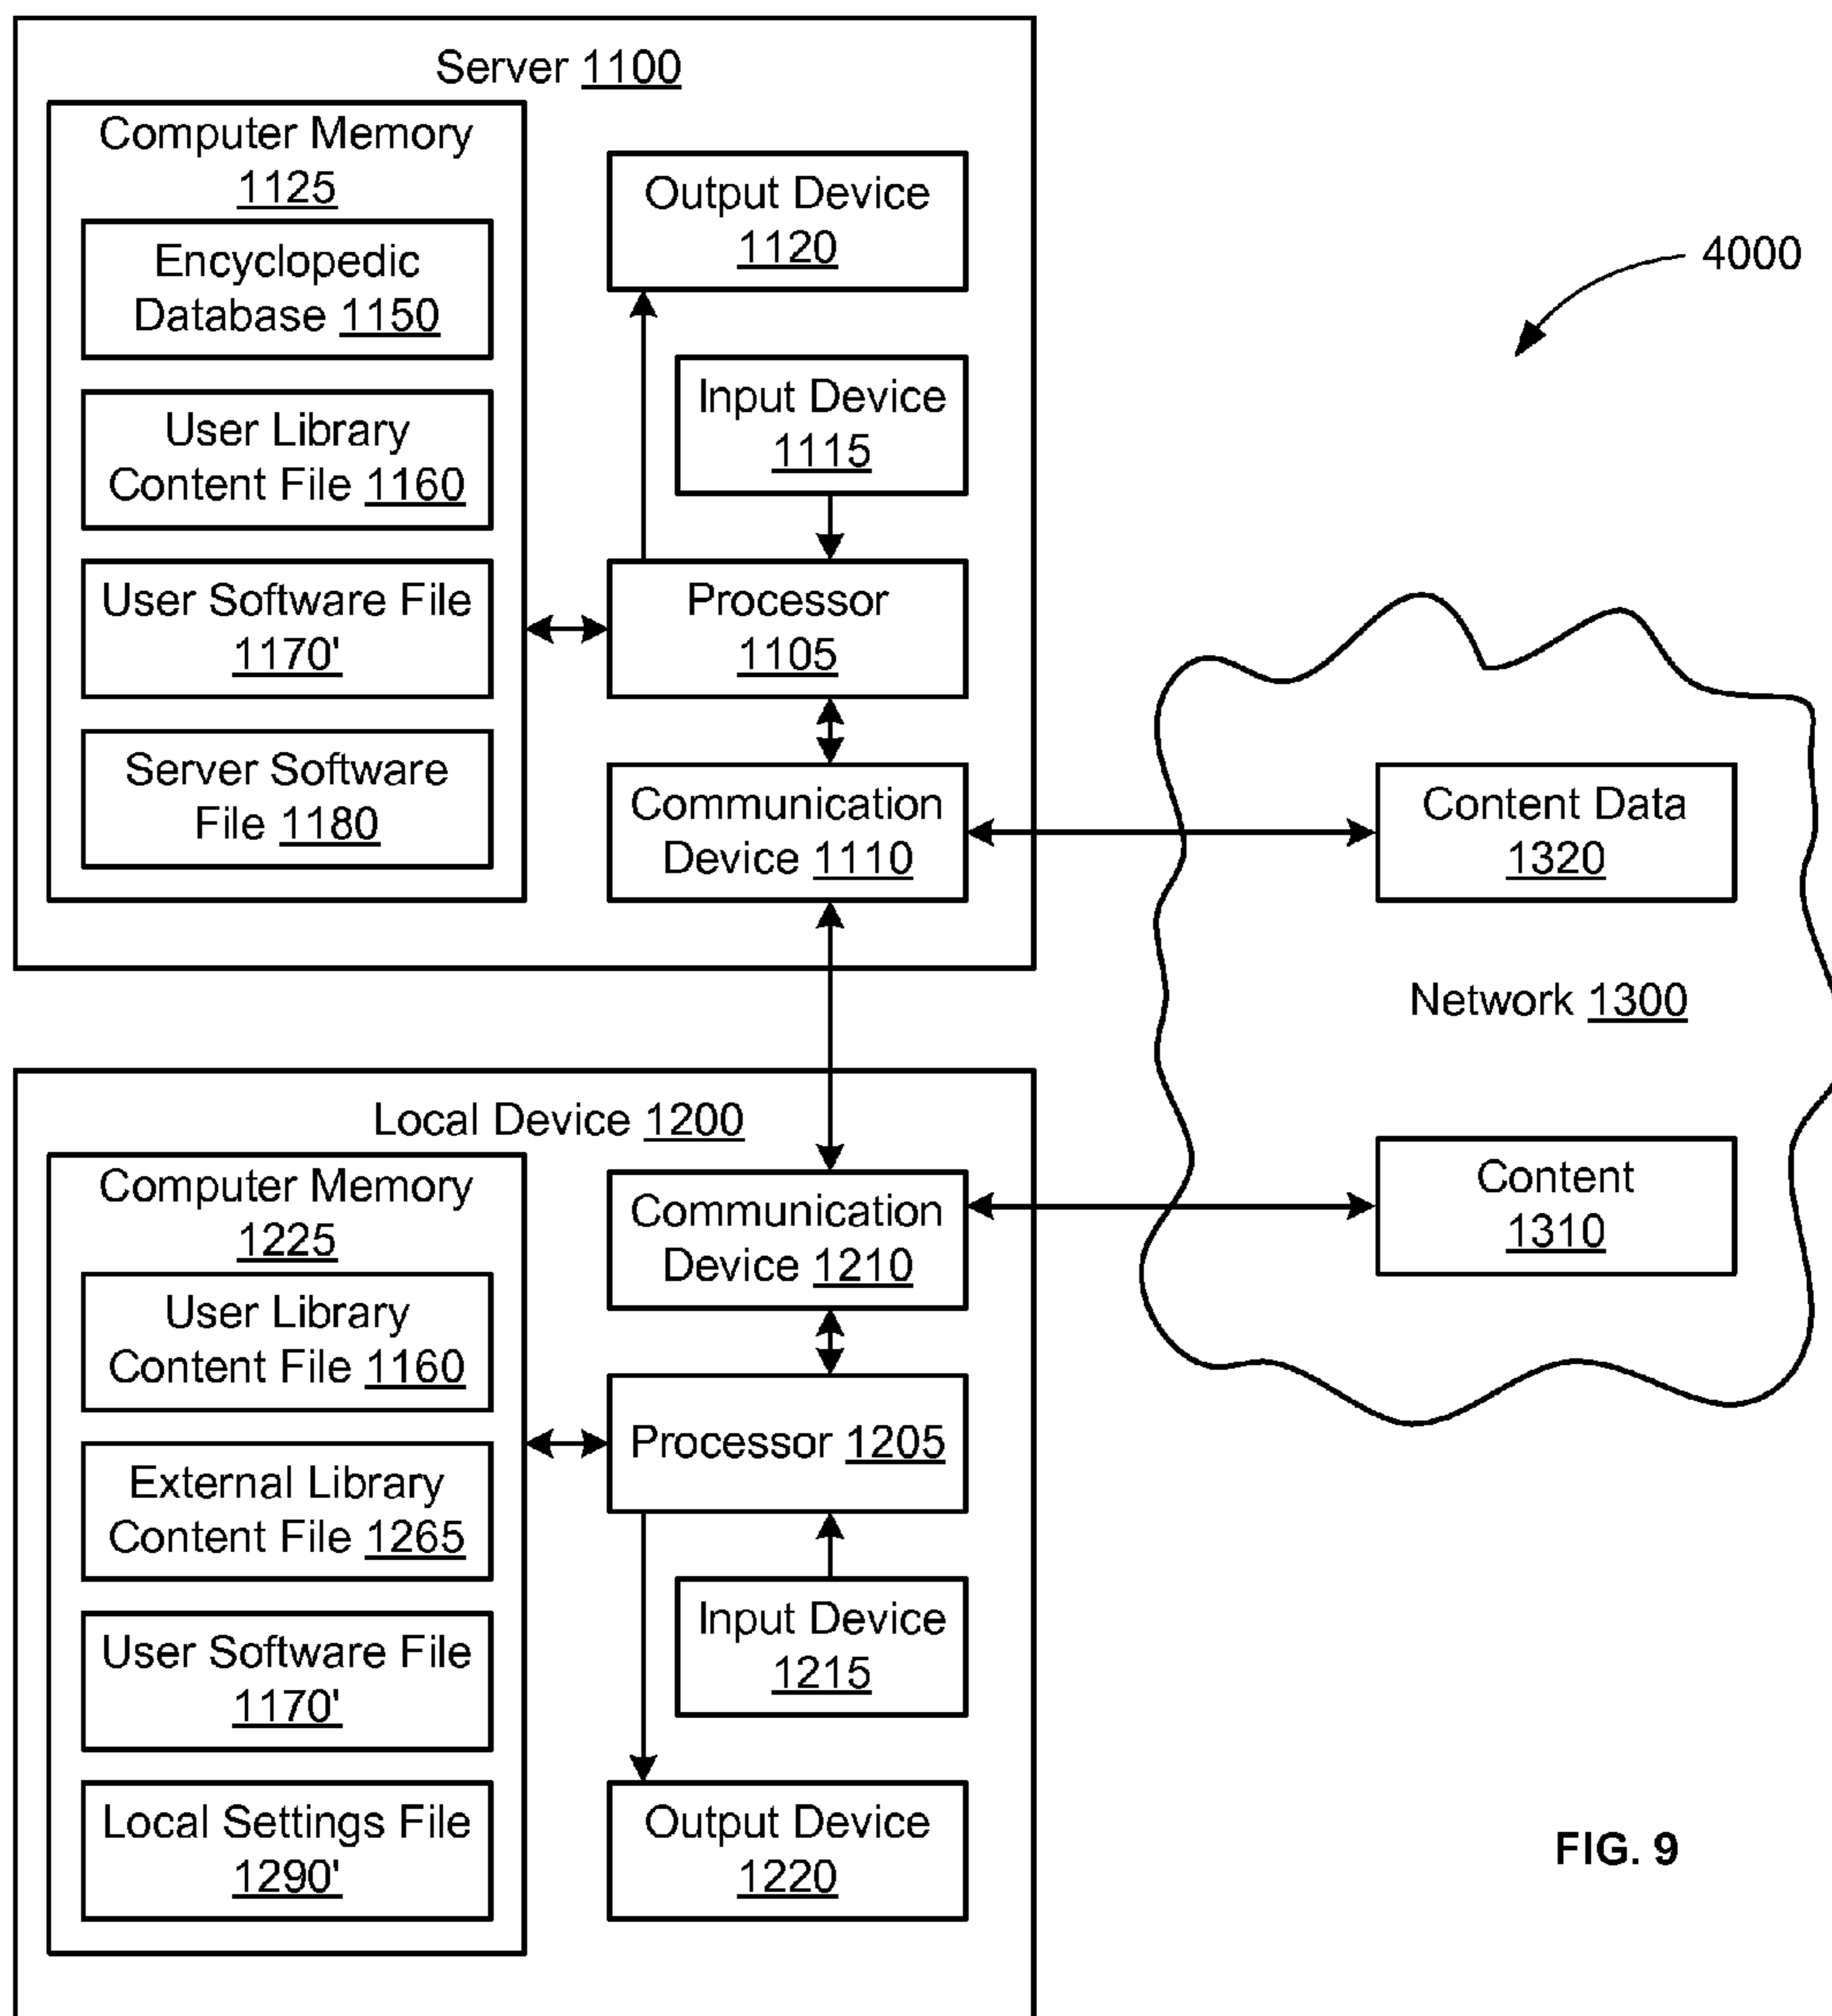 Server 1100
Computer Memory
1125
Encyclopedic
Database 1150
User Library
Content File 1160
User Software File
1170'
Server Software
File 1180
Output Device
1120
Input Device
1115
Processor
1105
Communication
Device 1110
4000
Content Data
1320
Network 1300
Content
1310
Local Device 1200
Computer Memory
1225
User Library
Content File 1160
External Library
Content File 1265
User Software File
1170'
Local Settings File
1290'
Communication
Device 1210
Processor 1205
Input Device
1215
Output Device
1220
FIG. 9